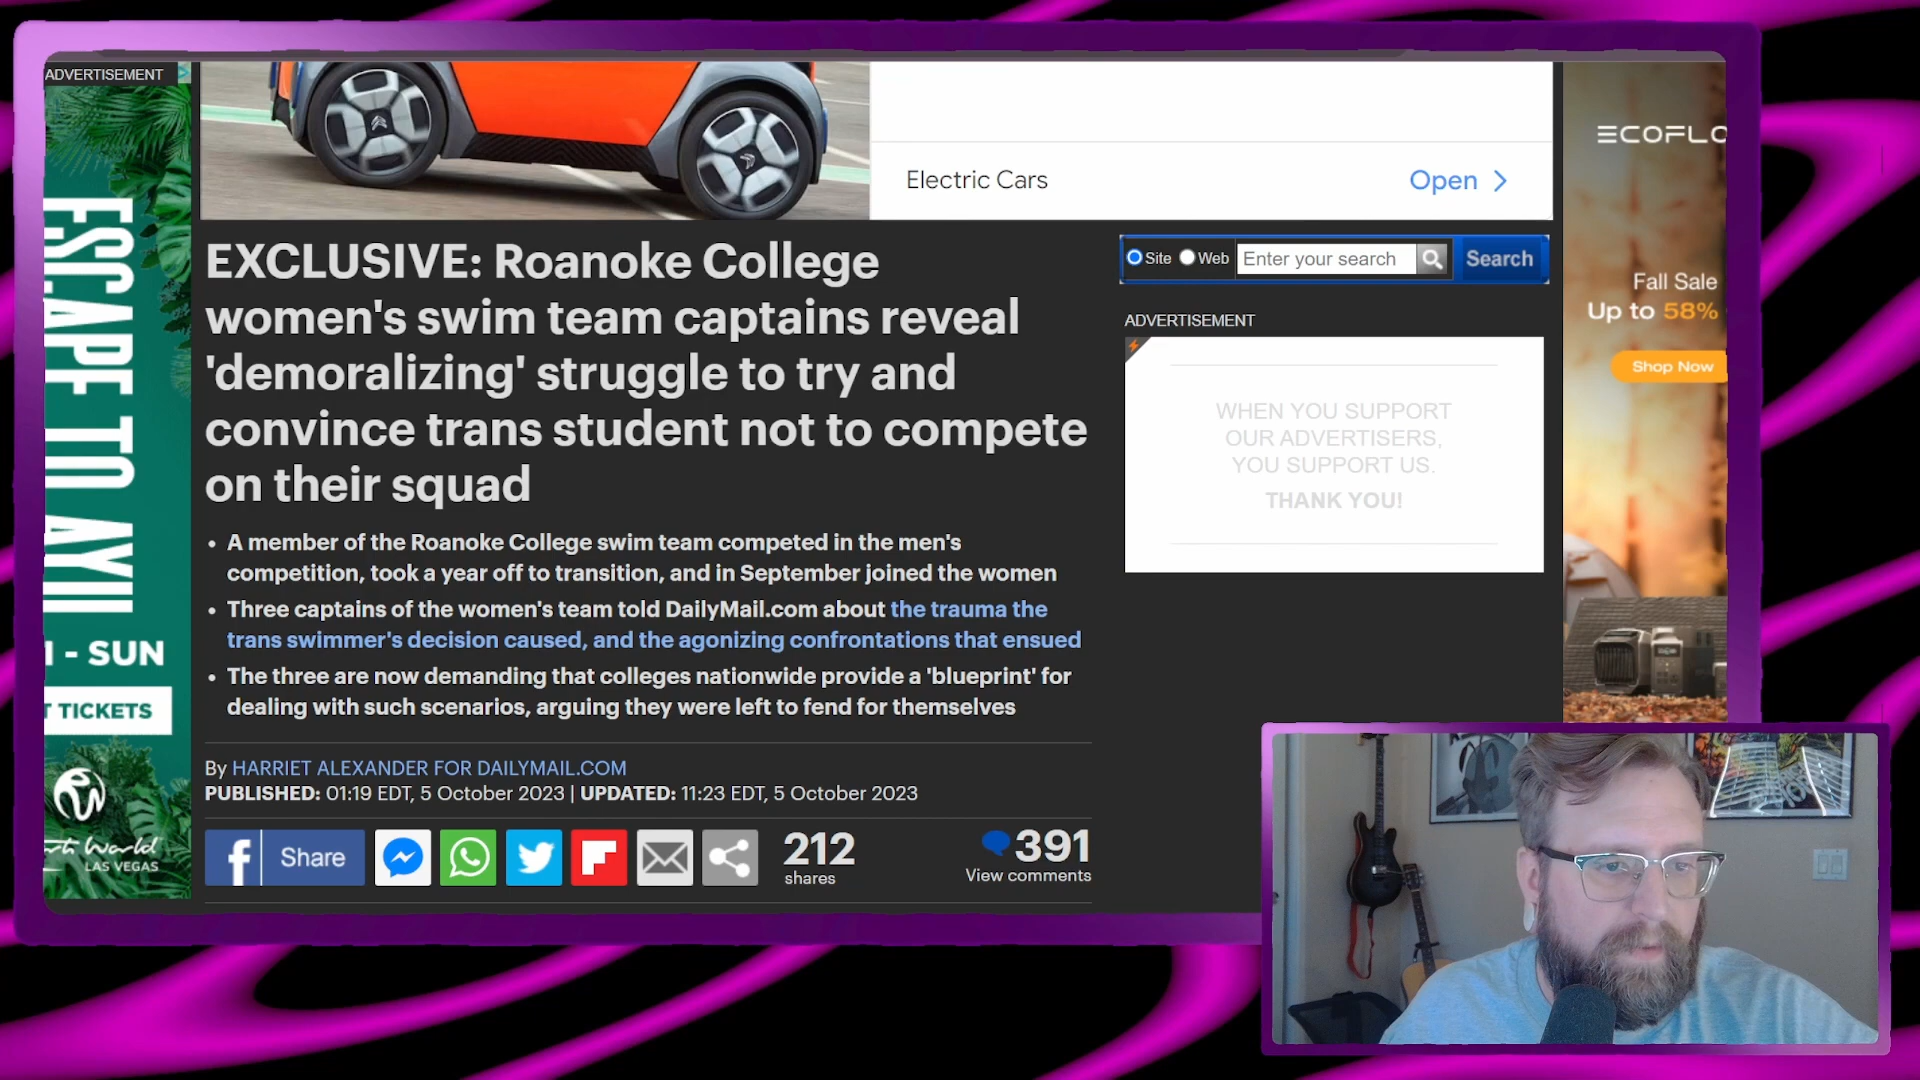 ADVERTISEMENT
Electric Cars
Open
ECOFLO
ESCAPE TO AYII
- SUN
TICKETS
World
LAS VEGAS
EXCLUSIVE: Roanoke College
women's swim team captains reveal
'demoralizing' struggle to try and
convince trans student not to compete
on their squad
Site Web Enter your search Search
ADVERTISEMENT
WHEN YOU SUPPORT
OUR ADVERTISERS,
YOU SUPPORT US.
THANK YOU!
Fall Sale
Up to 58%
Shop Now
• A member of the Roanoke College swim team competed in the men's
competition, took a year off to transition, and in September joined the women
• Three captains of the women's team told DailyMail.com about the trauma the
trans swimmer's decision caused, and the agonizing confrontations that ensued
• The three are now demanding that colleges nationwide provide a 'blueprint' for
dealing with such scenarios, arguing they were left to fend for themselves
By HARRIET ALEXANDER FOR DAILYMAIL.COM
PUBLISHED: 01:19 EDT, 5 October 2023 | UPDATED: 11:23 EDT, 5 October 2023
f Share
212
shares
391
View comments